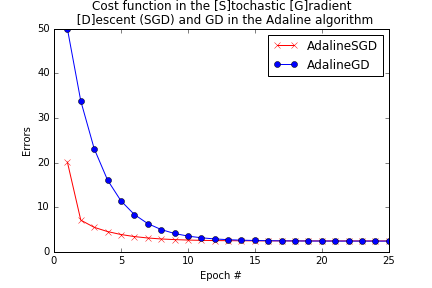 Cost function in the [S]tochastic [G]radient
[D]escent (SGD) and GD in the Adaline algorithm
50
40
30
20
10
0
Errors
AdalineSGD
AdalineGD
0 5 10 15 20 25
Epoch #